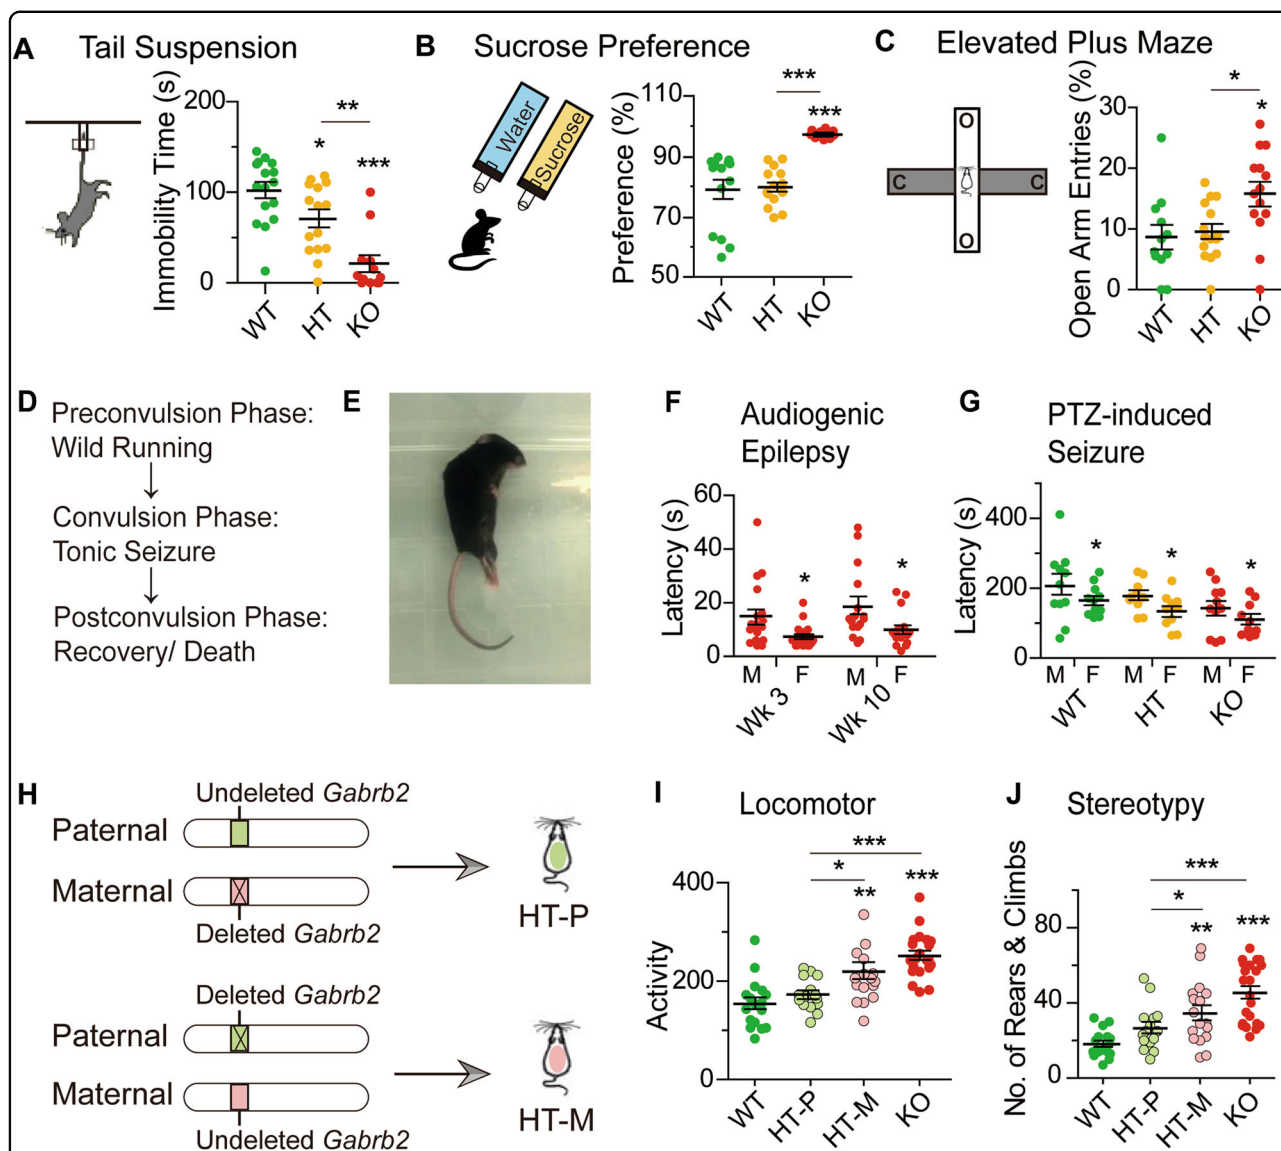 A Tail Suspension
Immobility Time (s)
200
100
0
*
**
***
WT HT KO
B Sucrose Preference
Water
Sucrose
Preference (%)
110
90
70
50
***
***
WT HT KO
C Elevated Plus Maze
O
C C
O
Open Arm Entries (%)
30
20
10
0
*
*
WT HT KO
D Preconvulsion Phase:
Wild Running
Convulsion Phase:
Tonic Seizure
Postconvulsion Phase:
Recovery/ Death
E
F Audiogenic
Epilepsy
Latency (s)
60
40
20
0
* *
M F M F
Wk 3 Wk 10
G PTZ-induced
Seizure
Latency (s)
400
200
0
* * *
M F M F M F
WT HT KO
H Undeleted Gabrb2
Paternal
Maternal
Deleted Gabrb2
HT-P
Deleted Gabrb2
Paternal
Maternal
Undeleted Gabrb2
HT-M
I Locomotor
Activity
400
200
0
***
*
** ***
WT HT-P HT-M KO
J Stereotypy
No. of Rears & Climbs
80
40
0
***
*
** ***
WT HT-P HT-M KO